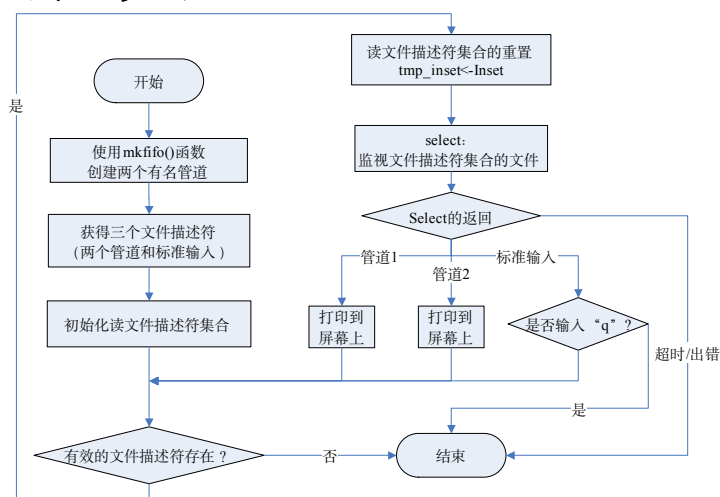 开始
使用mkfifo()函数
创建两个有名管道
获得三个文件描述符
(两个管道和标准输入)
初始化读文件描述符集合
有效的文件描述符存在？
是
否
读文件描述符集合的重置
tmp_inset<-Inset
select：
监视文件描述符集合的文件
Select的返回
管道1
管道2
标准输入
打印到
屏幕上
打印到
屏幕上
是否输入“q”？
超时/出错
是
结束